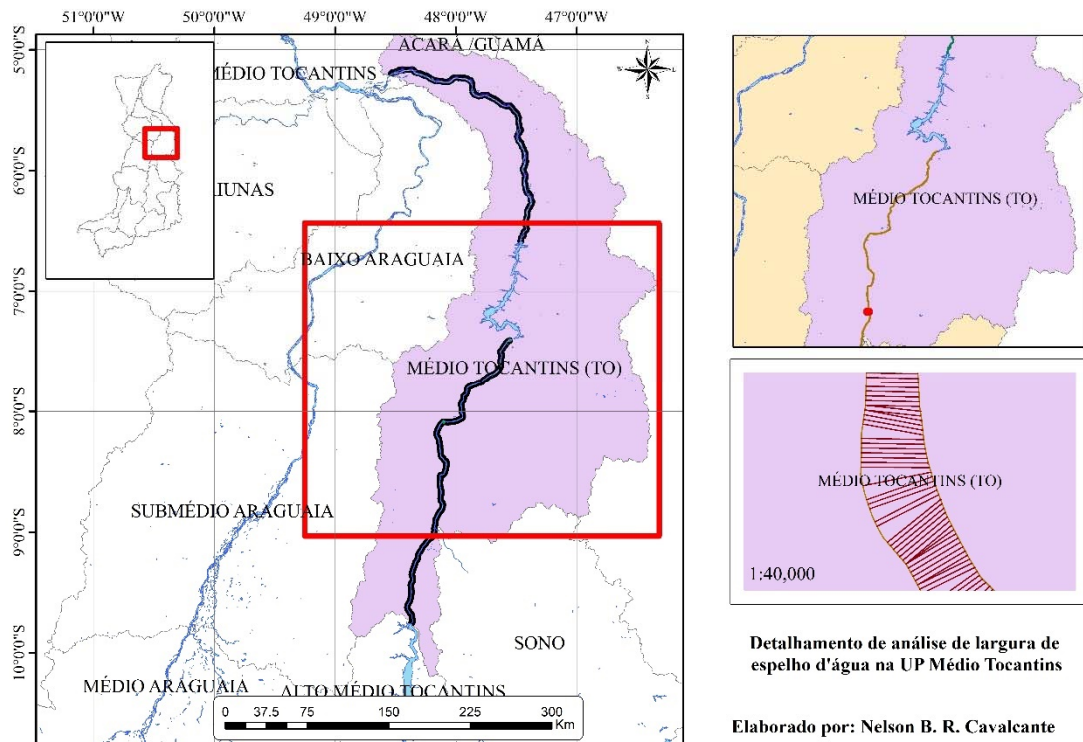 51°0'0"W 50°0'0"W 49°0'0"W 48°0'0"W 47°0'0"W
5°0'0"S
6°0'0"S
7°0'0"S
8°0'0"S
9°0'0"S
10°0'0"S
ACARÁ /GUAMÁ
MÉDIO TOCANTINS
IUNAS
BAIXO ARAGUAIA
MÉDIO TOCANTINS (TO)
SUBMÉDIO ARAGUAIA
SONO
MÉDIO ARAGUAIA
ALTO MÉDIO TOCANTINS
0 37.5 75 150 225 300
Km
N
MÉDIO TOCANTINS (TO)
MÉDIO TOCANTINS (TO)
1:40,000
Detalhamento de análise de largura de
espelho d'água na UP Médio Tocantins
Elaborado por: Nelson B. R. Cavalcante